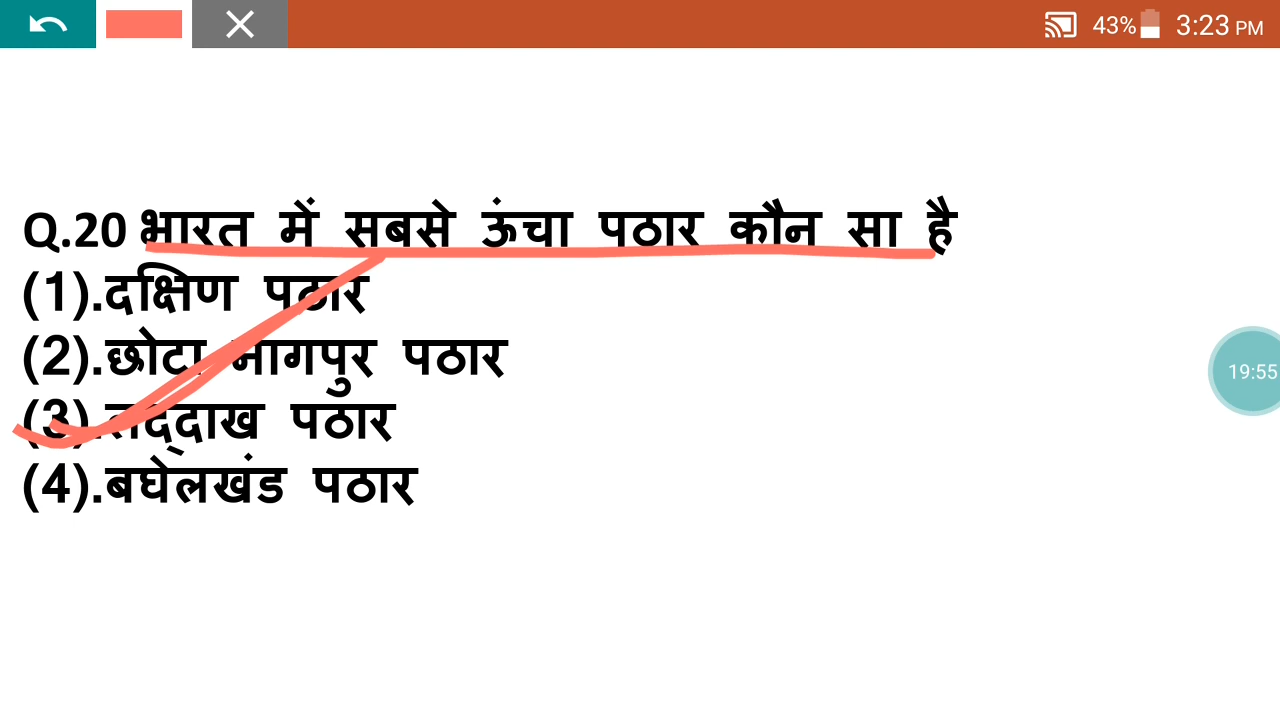 43% 3:23 PM
Q.20 भारत में सबसे ऊंचा पठार कौन सा है
(1).दक्षिण पठार
(2).छोटा नागपुर पठार
19:55
(3).लद्दाख पठार
(4).बघेलखंड पठार